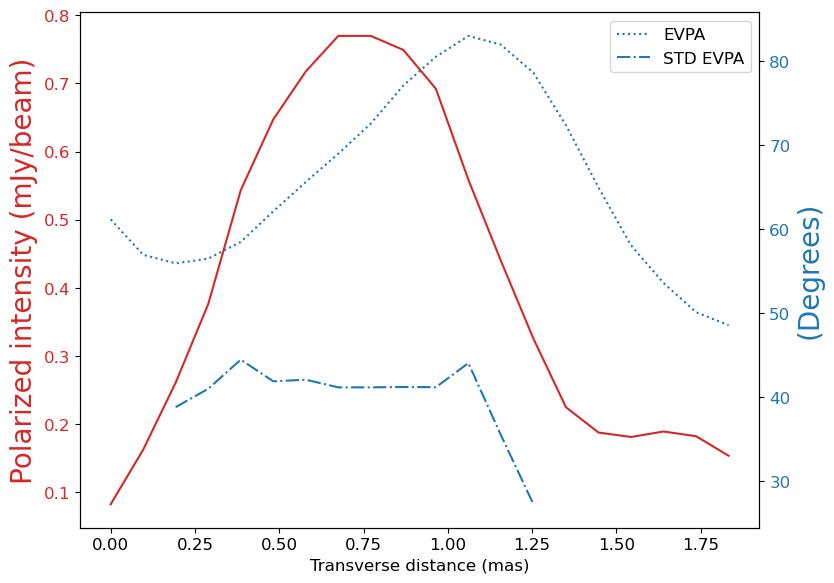 Polarized intensity (mJy/beam)
0.8
0.7
0.6
0.5
0.4
0.3
0.2
0.1
EVPA
STD EVPA
80
70
60
50
40
30
(Degrees)
0.00 0.25 0.50 0.75 1.00 1.25 1.50 1.75
Transverse distance (mas)